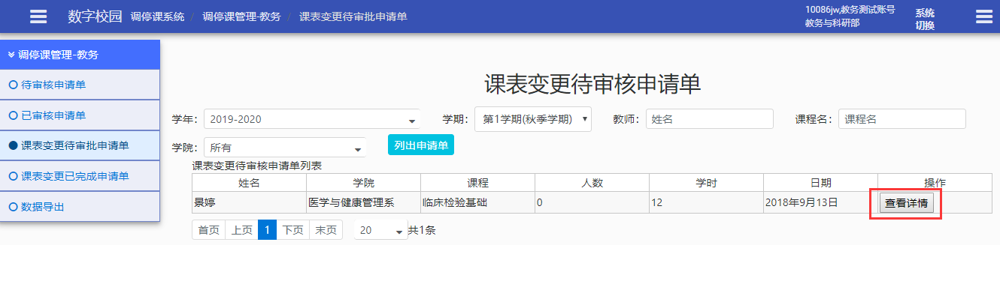 数字校园 调停课系统 / 调停课管理-教务 / 课表变更待审批申请单
10086jw,教务测试账号
教务与科研部
系统
切换
调停课管理-教务
待审核申请单
已审核申请单
课表变更待审批申请单
课表变更已完成申请单
数据导出
课表变更待审核申请单
学年: 2019-2020 学期: 第1学期(秋季学期) 教师: 姓名 课程名: 课程名
学院: 所有 列出申请单
课表变更待审核申请单列表
姓名 学院 课程 人数 学时 日期 操作
景婷 医学与健康管理系 临床检验基础 0 12 2018年9月13日 查看详情
首页 上页 1 下页 末页 20 共1条